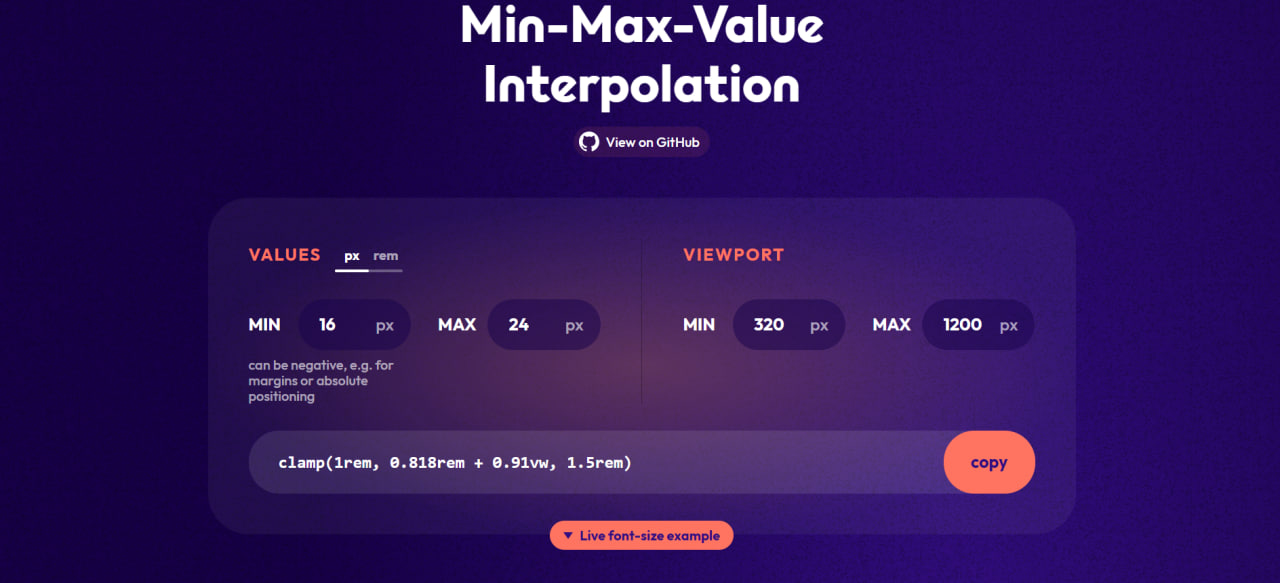 Min-Max-Value
Interpolation
View on GitHub
VALUES px rem
VIEWPORT
MIN 16 px MAX 24 px
MIN 320 px MAX 1200 px
can be negative, e.g. for
margins or absolute
positioning
clamp(1rem, 0.818rem + 0.91vw, 1.5rem)
copy
Live font-size example